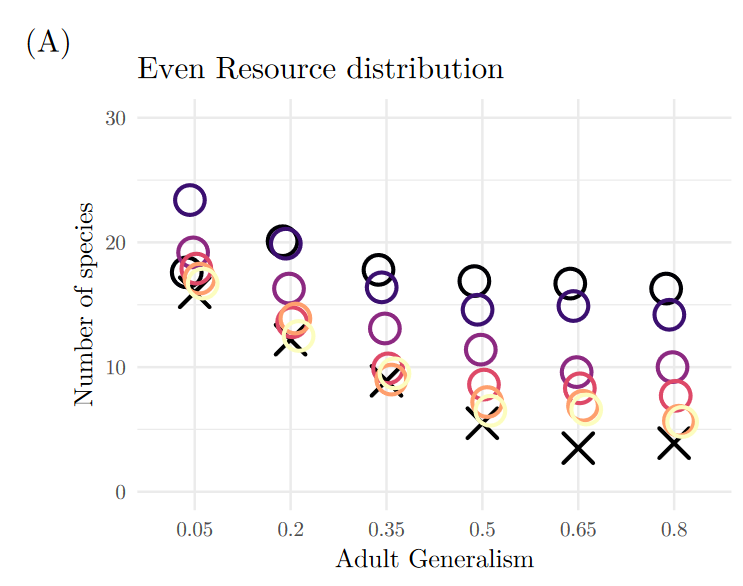 (A)
Even Resource distribution
30
20
10
0
Number of species
0.05 0.2 0.35 0.5 0.65 0.8
Adult Generalism